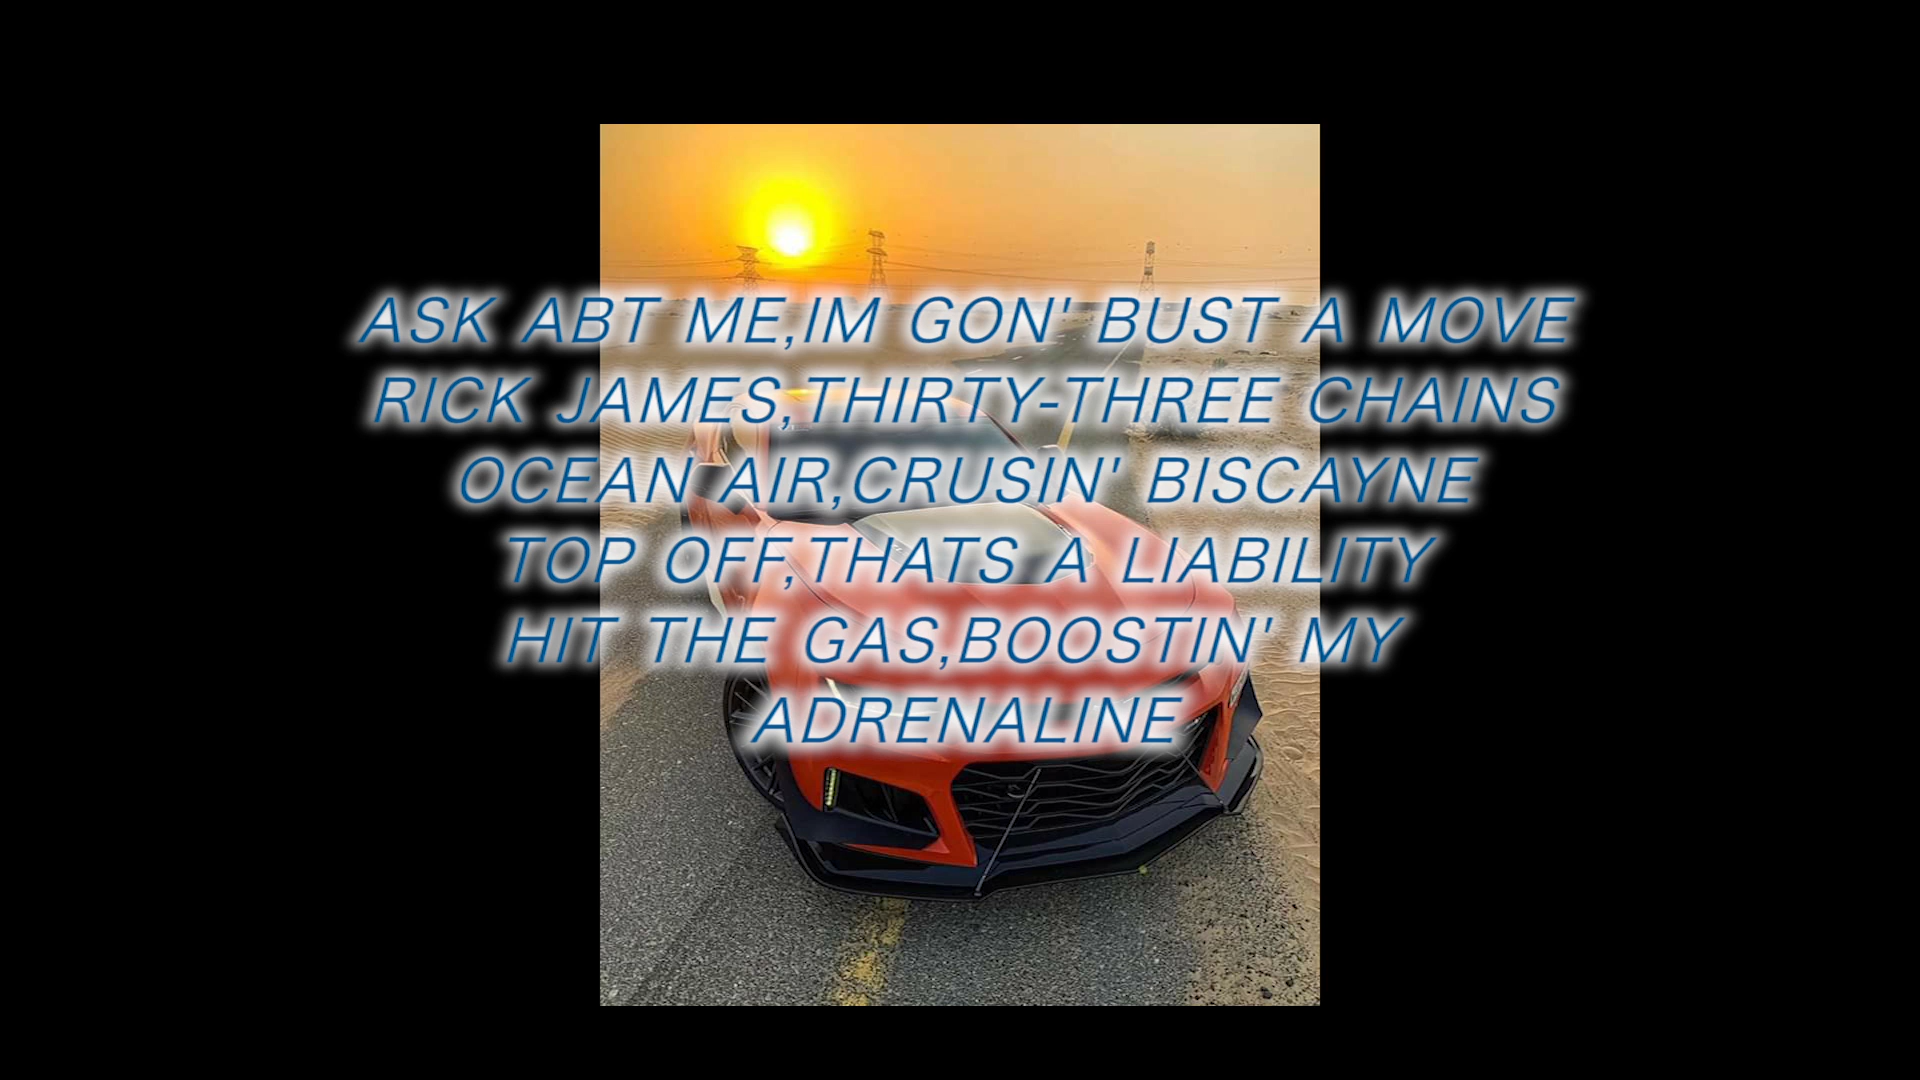 ASK ABT ME,IM GON' BUST A MOVE
RICK JAMES,THIRTY-THREE CHAINS
OCEAN AIR,CRUSIN' BISCAYNE
TOP OFF,THATS A LIABILITY
HIT THE GAS,BOOSTIN' MY
ADRENALINE